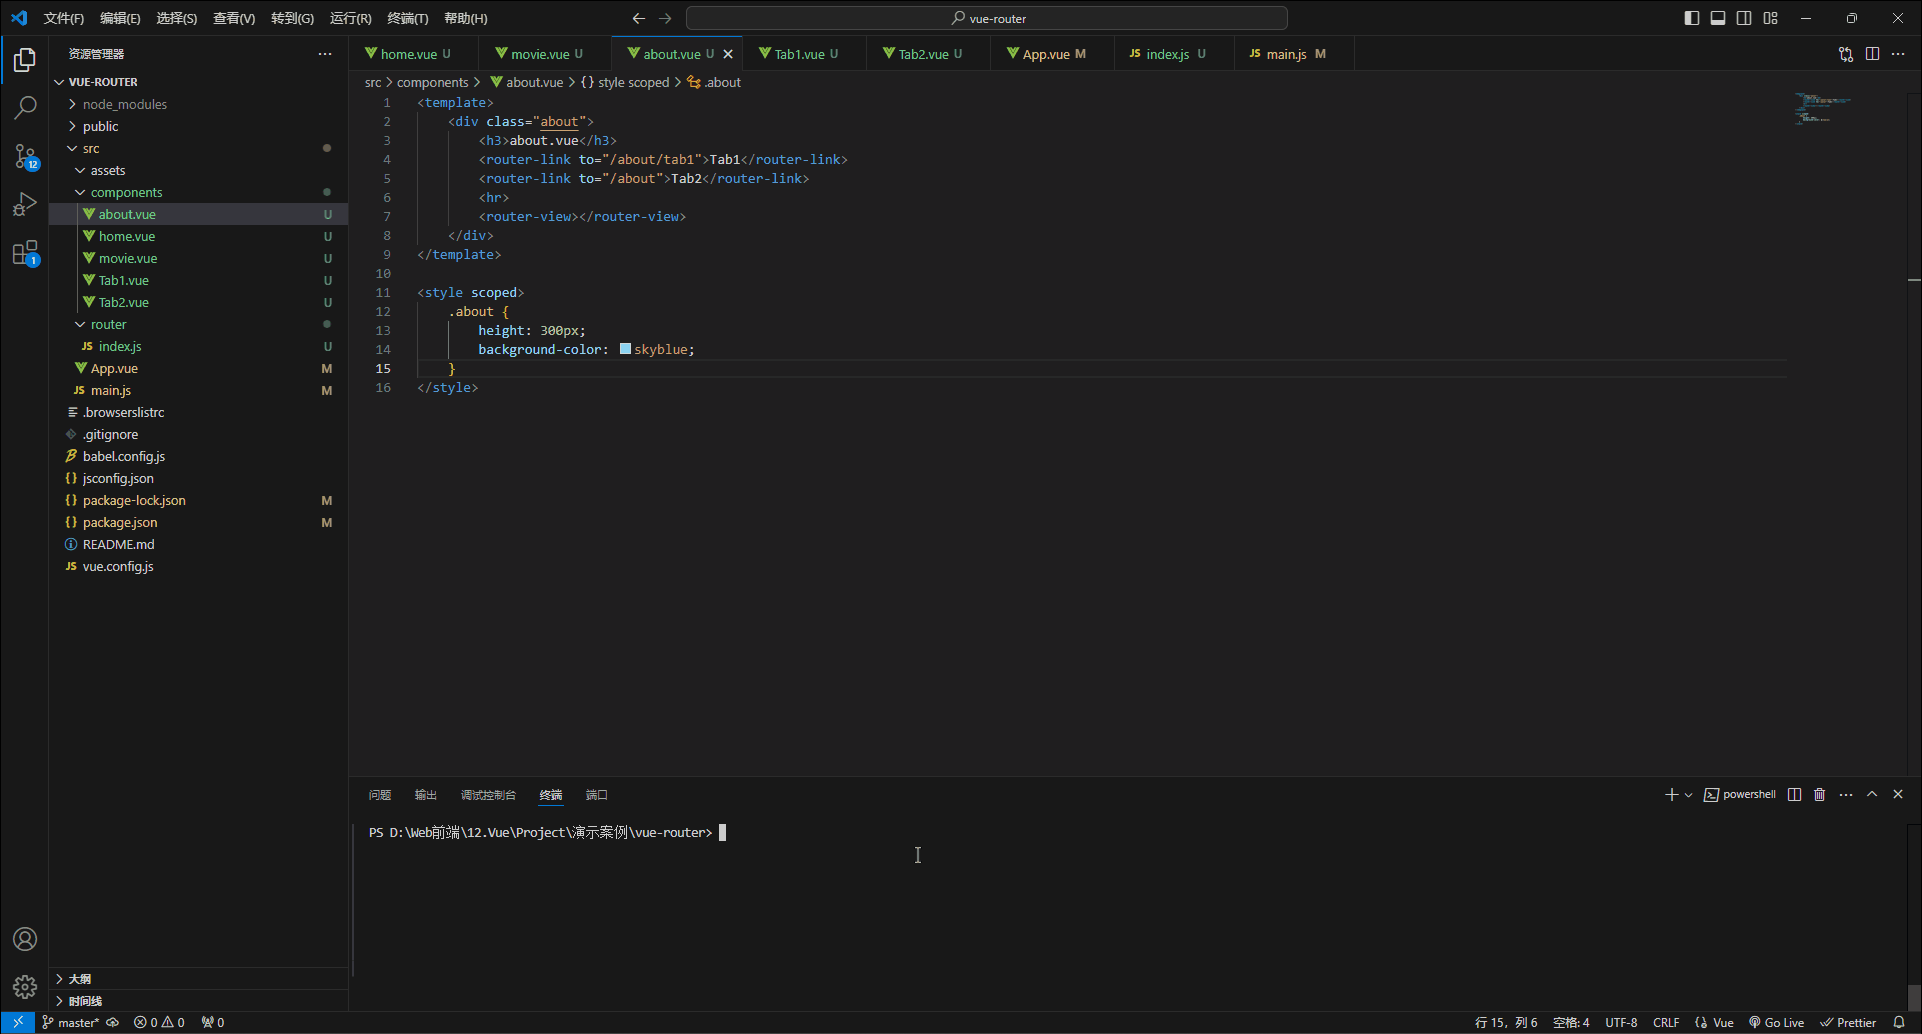 文件(F) 编辑(E) 选择(S) 查看(V) 转到(G) 运行(R) 终端(T) 帮助(H) vue-router
资源管理器
VUE-ROUTER
node_modules
public
src
assets
components
about.vue U
home.vue U
movie.vue U
Tab1.vue U
Tab2.vue U
router
JS index.js U
App.vue M
JS main.js M
.browserslistrc
.gitignore
babel.config.js
{} jsconfig.json
{} package-lock.json M
{} package.json M
README.md
JS vue.config.js
大纲
时间线
12
1
home.vue U movie.vue U about.vue U Tab1.vue U Tab2.vue U App.vue M JS index.js U JS main.js M
src > components > about.vue > {} style scoped > .about
1 <template>
2 <div class="about">
3 <h3>about.vue</h3>
4 <router-link to="/about/tab1">Tab1</router-link>
5 <router-link to="/about">Tab2</router-link>
6 <hr>
7 <router-view></router-view>
8 </div>
9 </template>
10
11 <style scoped>
12 .about {
13 height: 300px;
14 background-color: skyblue;
15 }
16 </style>
问题 输出 调试控制台 终端 端口 powershell
PS D:\Web前端\12.Vue\Project\演示案例\vue-router>
master* 0 0 0 行 15，列 6 空格: 4 UTF-8 CRLF Vue Go Live Prettier